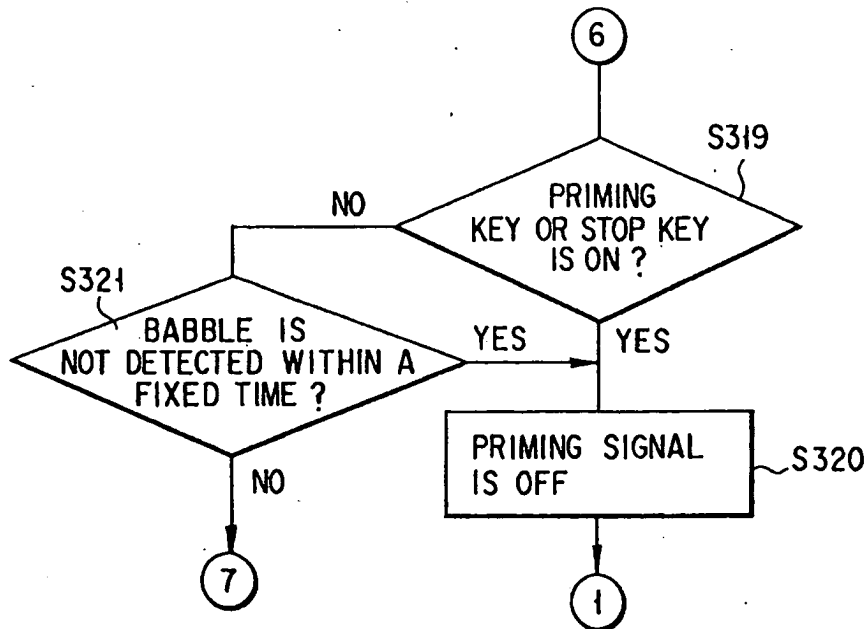 6
S319
PRIMING
KEY OR STOP KEY
IS ON ?
NO
YES
S321
BABBLE IS
NOT DETECTED WITHIN A
FIXED TIME ?
YES
NO
7
PRIMING SIGNAL
IS OFF
S320
1